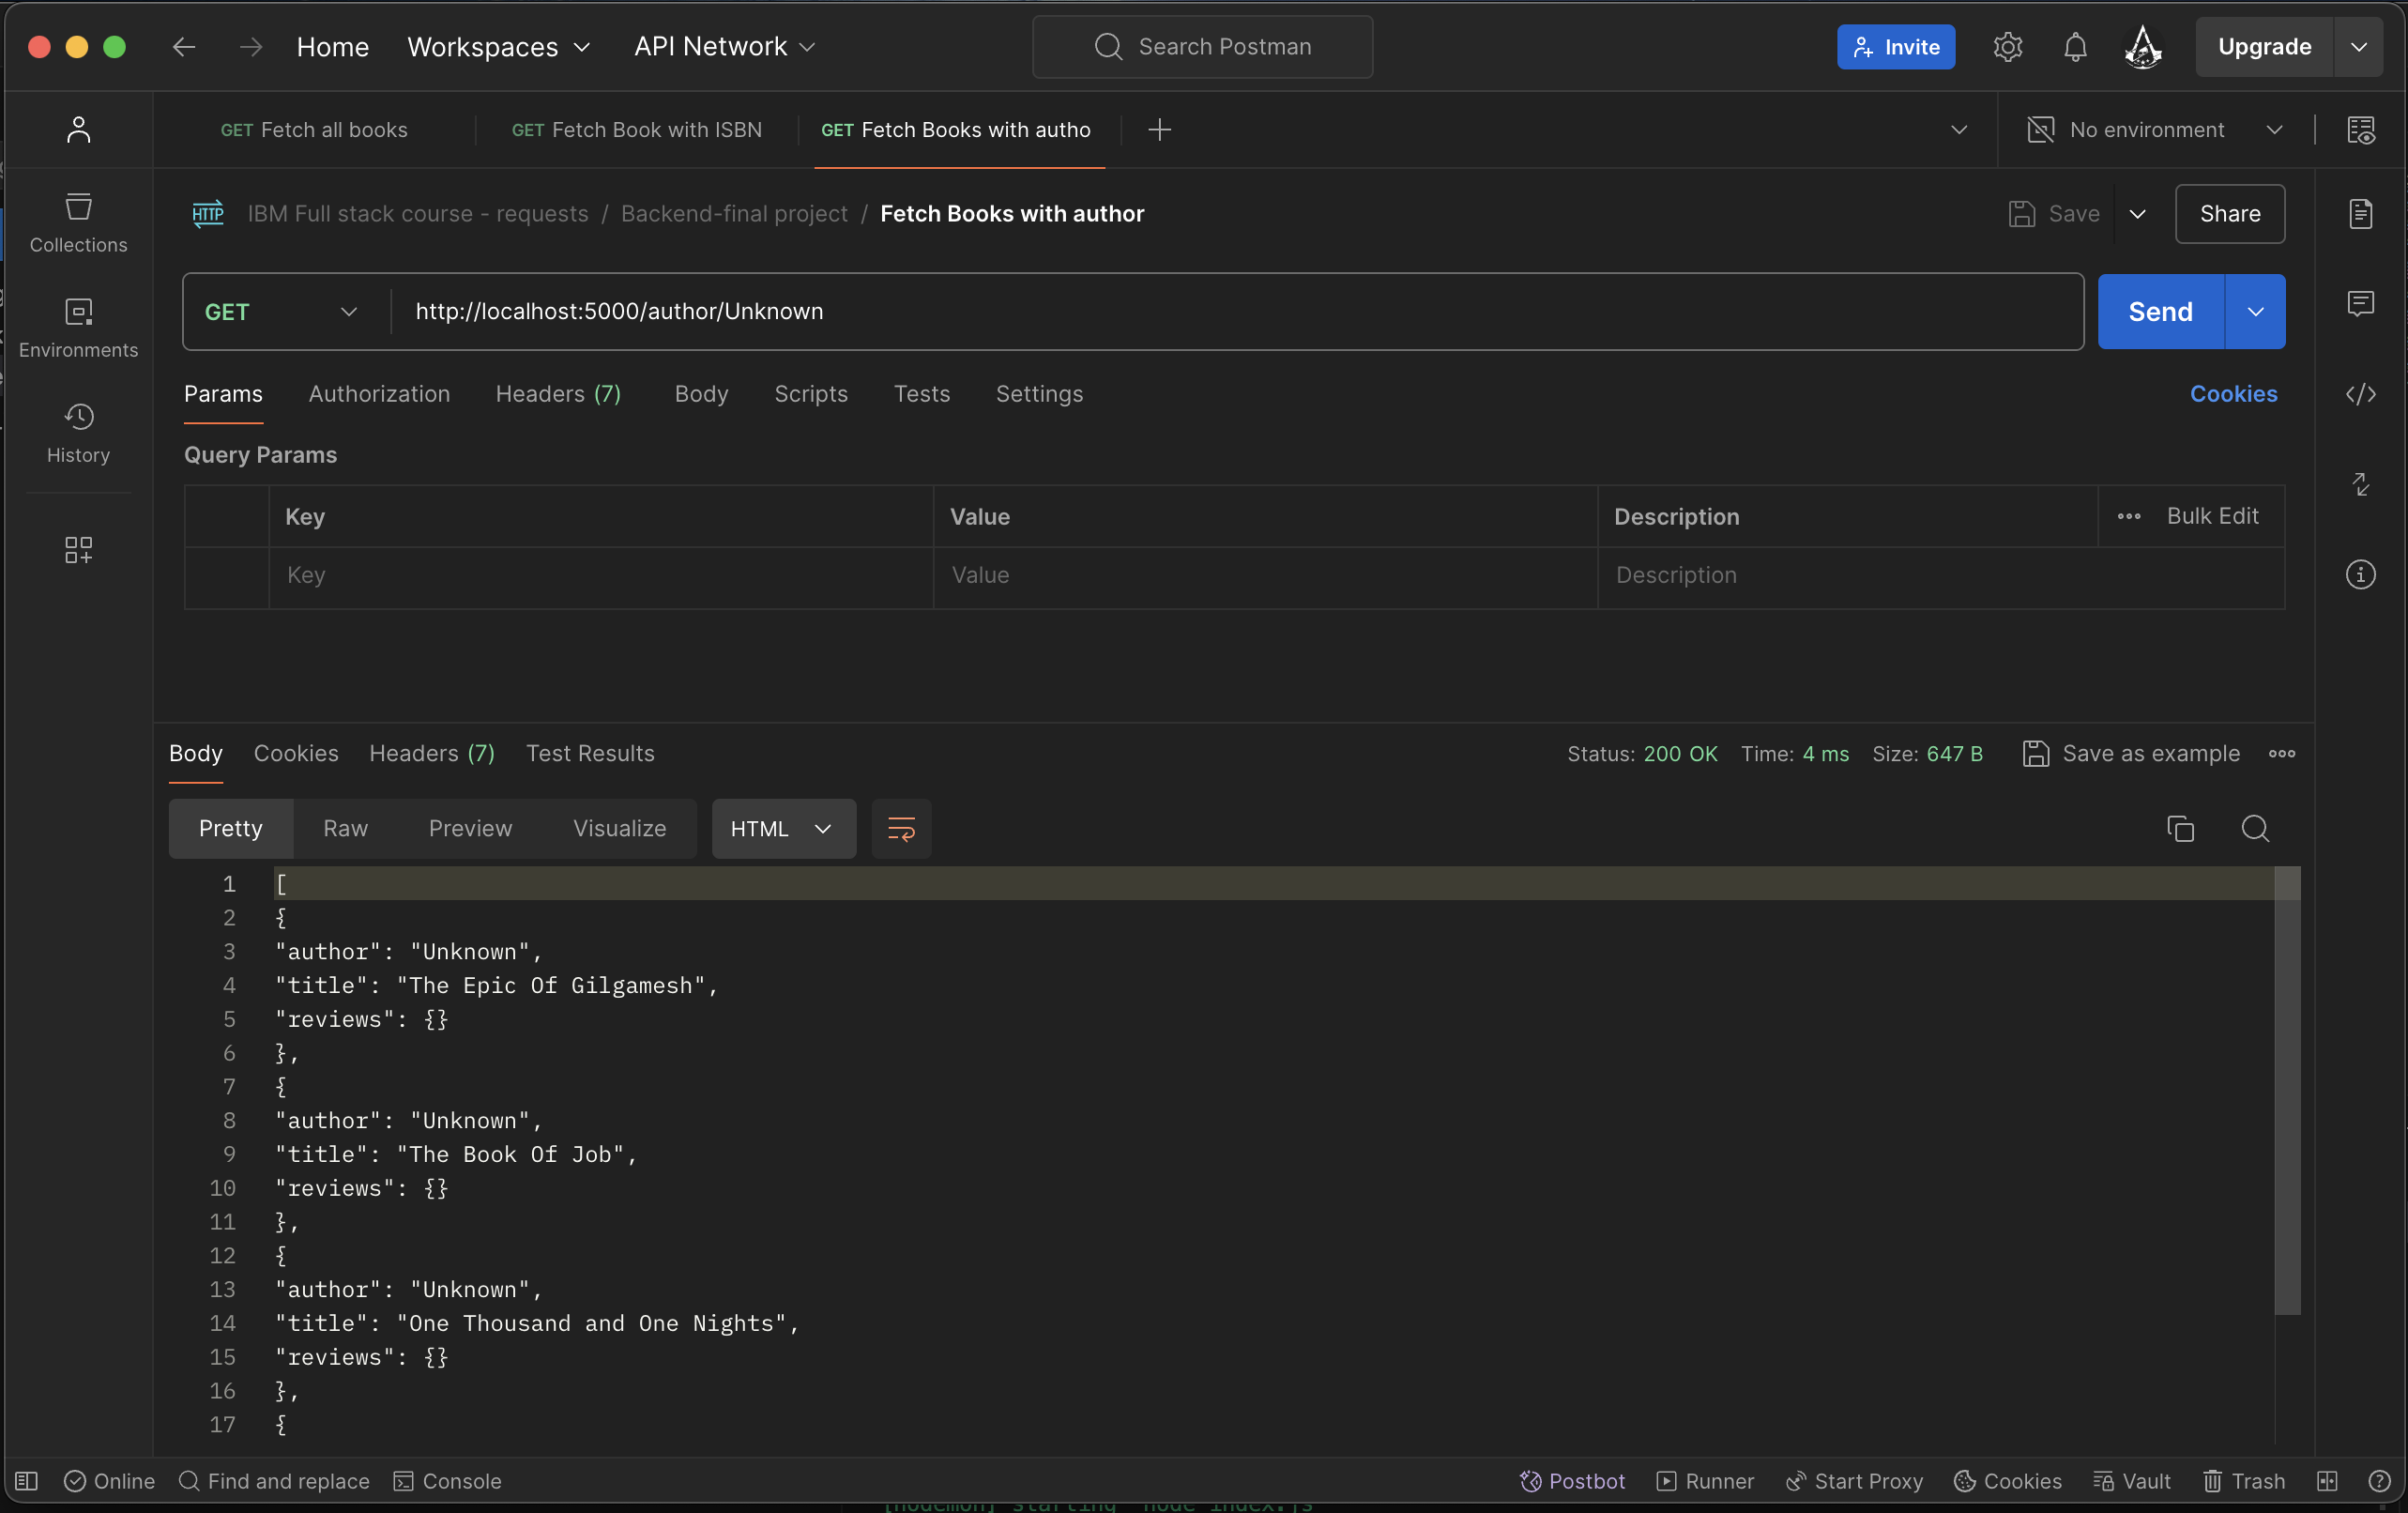 Home Workspaces API Network Search Postman Invite Upgrade
GET Fetch all books GET Fetch Book with ISBN GET Fetch Books with autho No environment
HTTP IBM Full stack course - requests / Backend-final project / Fetch Books with author Save Share
Collections
GET http://localhost:5000/author/Unknown Send
Environments
Params Authorization Headers (7) Body Scripts Tests Settings Cookies
History
Query Params
Key Value Description Bulk Edit
Key Value Description
Body Cookies Headers (7) Test Results Status: 200 OK Time: 4 ms Size: 647 B Save as example
Pretty Raw Preview Visualize HTML
1 [
2 {
3 "author": "Unknown",
4 "title": "The Epic Of Gilgamesh",
5 "reviews": {}
6 },
7 {
8 "author": "Unknown",
9 "title": "The Book Of Job",
10 "reviews": {}
11 },
12 {
13 "author": "Unknown",
14 "title": "One Thousand and One Nights",
15 "reviews": {}
16 },
17 {
Online Find and replace Console Postbot Runner Start Proxy Cookies Vault Trash
[nodemon] starting `node index.js`